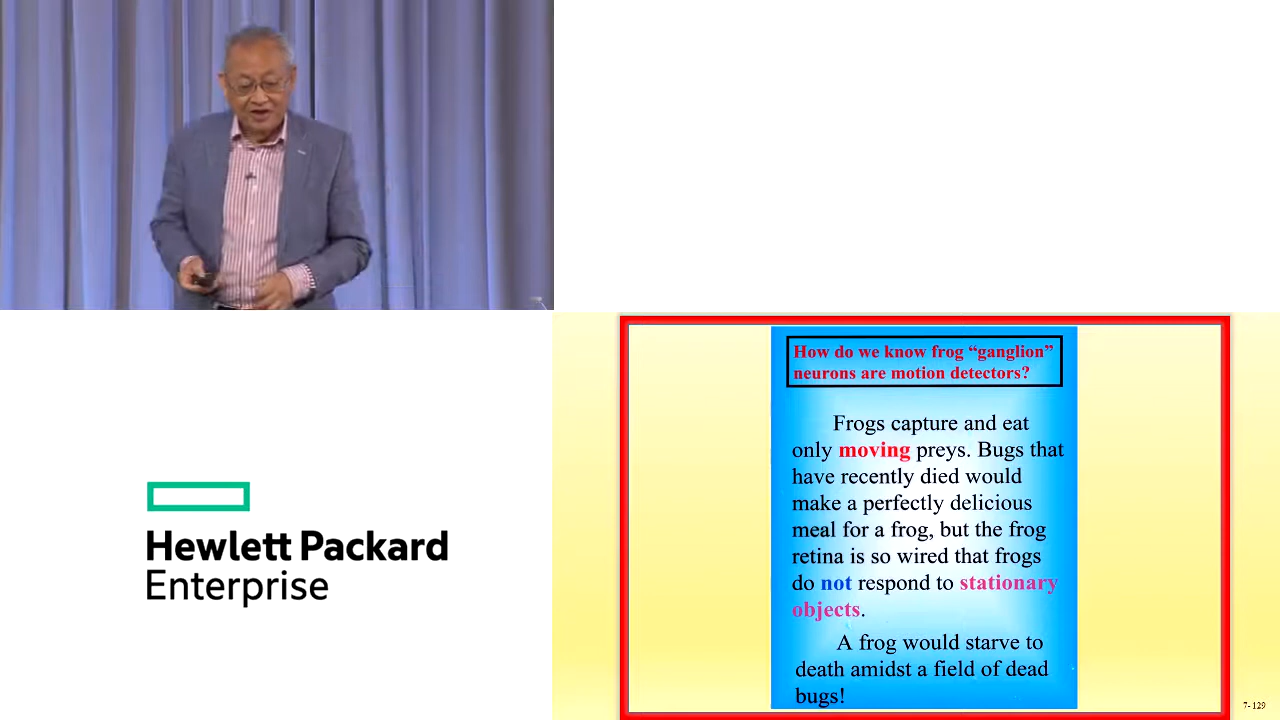 How do we know frog “ganglion”
neurons are motion detectors?
Frogs capture and eat
only moving preys. Bugs that
have recently died would
make a perfectly delicious
meal for a frog, but the frog
retina is so wired that frogs
do not respond to stationary
objects.
A frog would starve to
death amidst a field of dead
bugs!
Hewlett Packard
Enterprise
7-129